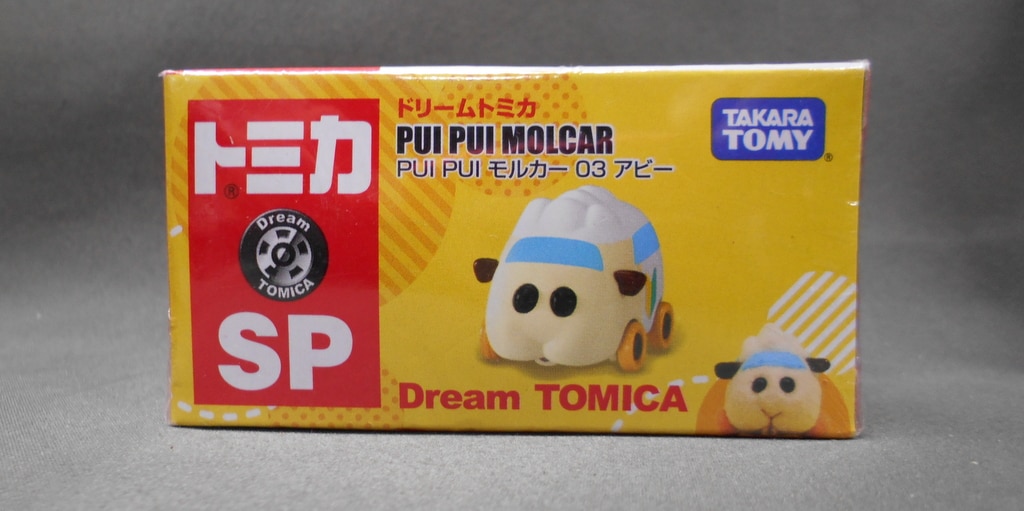 トミカ
®
Dream
TOMICA
SP
ドリームトミカ
PUI PUI MOLCAR
PUI PUI モルカー 03 アビー
TAKARA
TOMY
®
Dream TOMICA